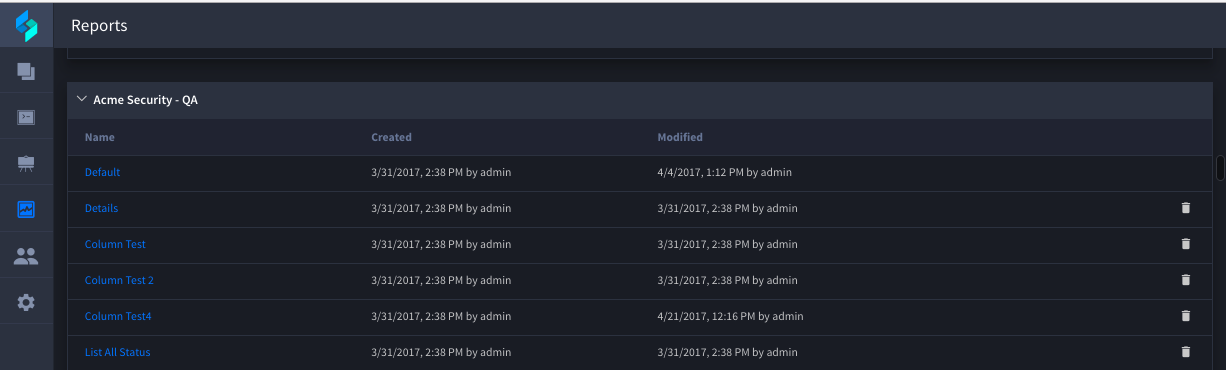 Reports
Acme Security - QA
Name Created Modified
Default 3/31/2017, 2:38 PM by admin 4/4/2017, 1:12 PM by admin
Details 3/31/2017, 2:38 PM by admin 3/31/2017, 2:38 PM by admin
Column Test 3/31/2017, 2:38 PM by admin 3/31/2017, 2:38 PM by admin
Column Test 2 3/31/2017, 2:38 PM by admin 3/31/2017, 2:38 PM by admin
Column Test4 3/31/2017, 2:38 PM by admin 4/21/2017, 12:16 PM by admin
List All Status 3/31/2017, 2:38 PM by admin 3/31/2017, 2:38 PM by admin